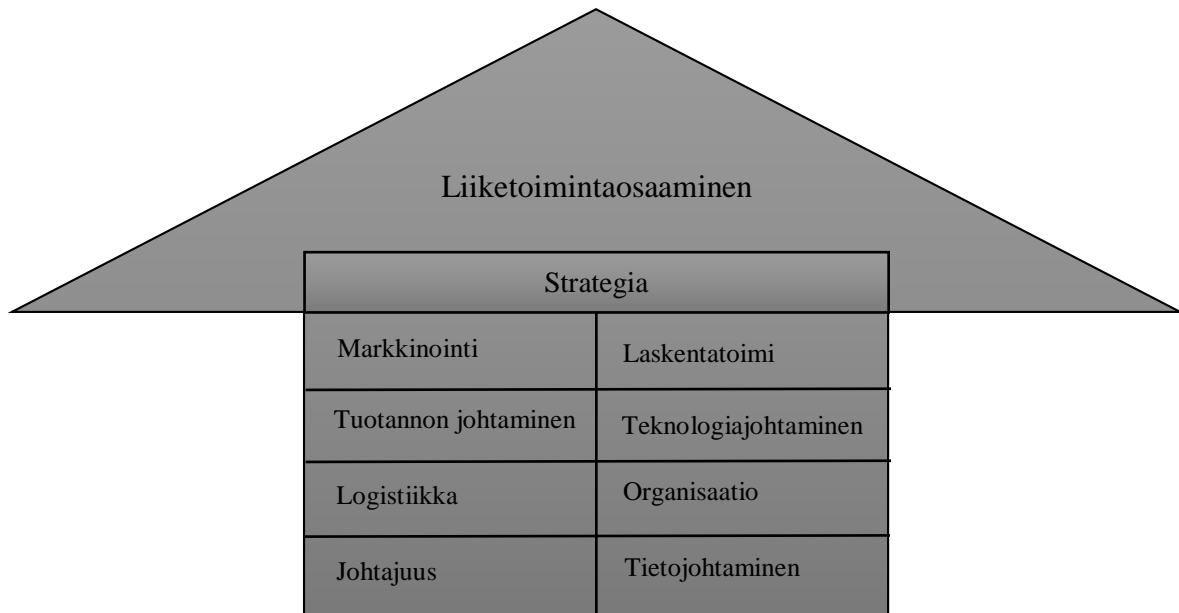 Liiketoimintaosaaminen
Strategia
Markkinointi
Laskentatoimi
Tuotannon johtaminen
Teknologiajohtaminen
Logistiikka
Organisaatio
Johtajuus
Tietojohtaminen